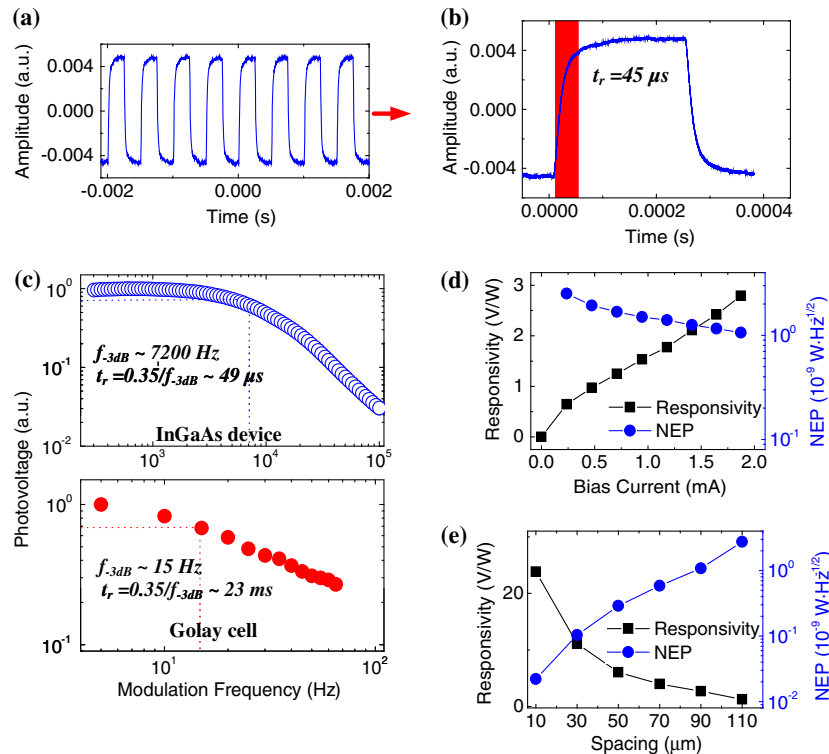 (a)
Amplitude (a.u.)
0.004
0.000
-0.004
-0.002
0.000
0.002
Time (s)
(b)
Amplitude (a.u.)
0.004
0.000
-0.004
t_r =45 μs
0.0000
0.0002
0.0004
Time (s)
(c)
Photovoltage (a.u.)
10^0
10^-1
10^-2
f_-3dB ~ 7200 Hz
t_r =0.35/f_-3dB ~ 49 μs
InGaAs device
10^3
10^4
10^5
10^0
10^-1
f_-3dB ~ 15 Hz
t_r =0.35/f_-3dB ~ 23 ms
Golay cell
10^1
10^2
Modulation Frequency (Hz)
(d)
Responsivity (V/W)
3
2
1
0
Responsivity
NEP
0.0
0.5
1.0
1.5
2.0
Bias Current (mA)
10^0
10^-1
NEP (10^-9 W·Hz^1/2)
(e)
Responsivity (V/W)
20
0
Responsivity
NEP
10
30
50
70
90
110
Spacing (μm)
10^0
10^-1
10^-2
NEP (10^-9 W·Hz^1/2)